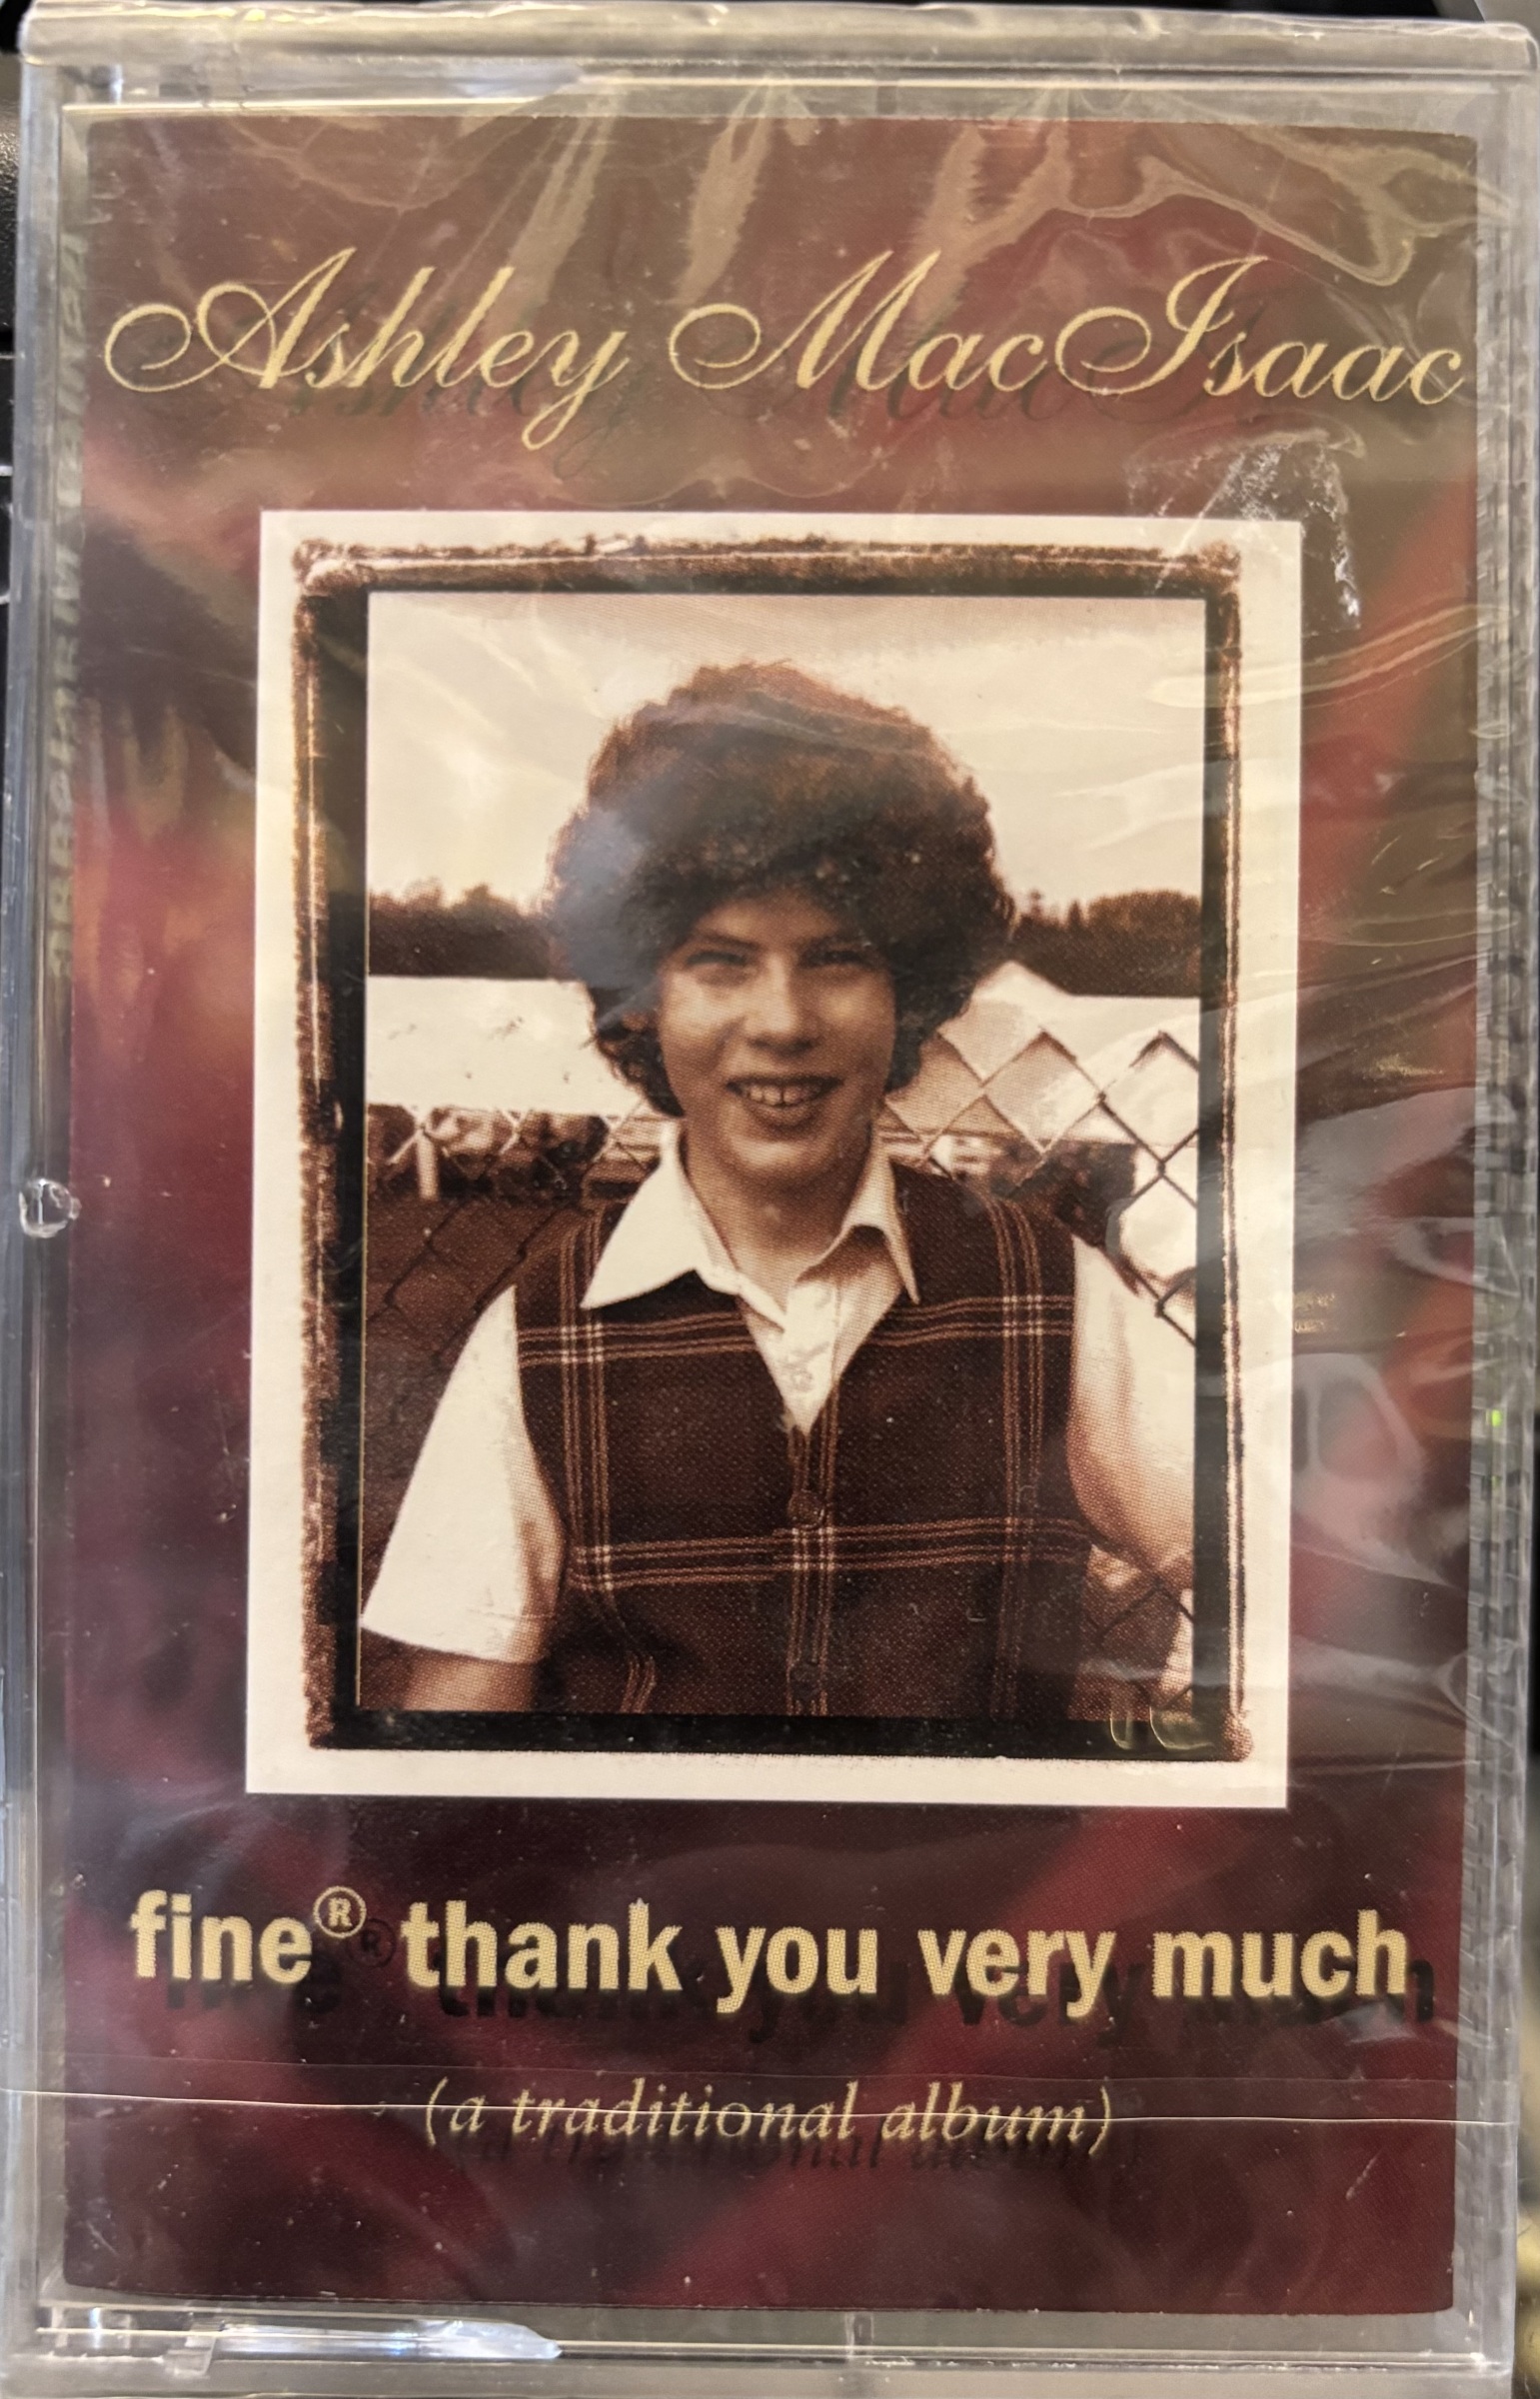 Ashley MacIsaac
fine® thank you very much
(a traditional album)